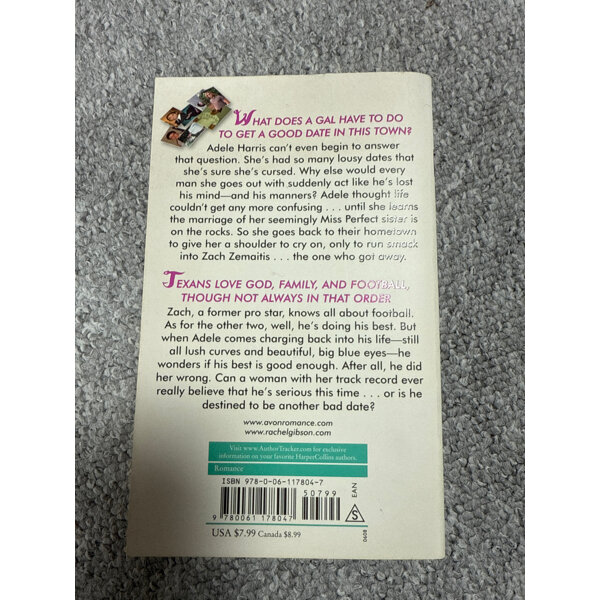 WHAT DOES A GAL HAVE TO DO
TO GET A GOOD DATE IN THIS TOWN?
Adele Harris can't even begin to answer
that question. She's had so many lousy dates that
she's sure she's cursed. Why else would every
man she goes out with suddenly act like he's lost
his mind—and his manners? Adele thought life
couldn't get any more confusing . . . until she learns
the marriage of her seemingly Miss Perfect sister is
on the rocks. So she goes back to their hometown
to give her a shoulder to cry on, only to run smack
into Zach Zemaitis . . . the one who got away.
TEXANS LOVE GOD, FAMILY, AND FOOTBALL,
THOUGH NOT ALWAYS IN THAT ORDER
Zach, a former pro star, knows all about football.
As for the other two, well, he's doing his best. But
when Adele comes charging back into his life—still
all lush curves and beautiful, big blue eyes—he
wonders if his best is good enough. After all, he did
her wrong. Can a woman with her track record ever
really believe that he's serious this time . . . or is he
destined to be another bad date?
www.avonromance.com
www.rachelgibson.com
Visit www.AuthorTracker.com for exclusive
information on your favorite HarperCollins authors.
Romance
ISBN 978-0-06-117804-7
50799
EAN
S
9 780061 178047
0608
USA $7.99 Canada $8.99